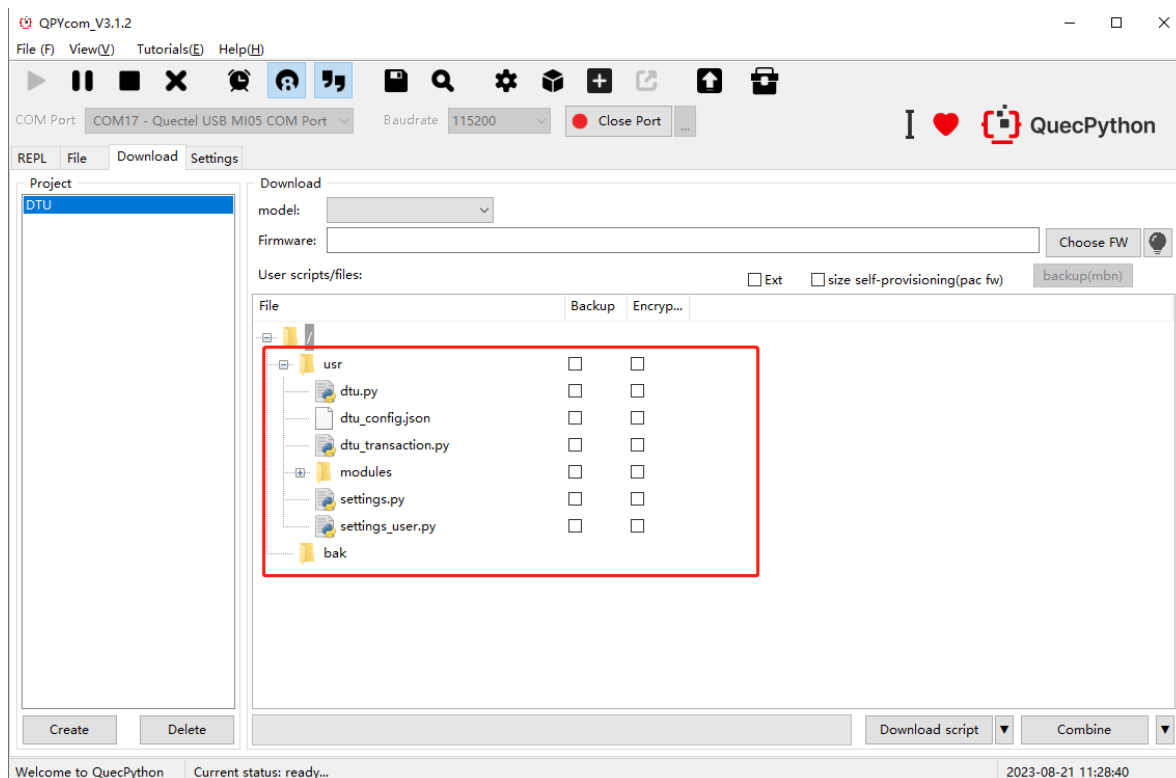 QPYcom_V3.1.2
File (F) View(V) Tutorials(E) Help(H)
COM Port COM17 - Quectel USB MI05 COM Port Baudrate 115200 Close Port ...
I {} QuecPython
REPL File Download Settings
Project
DTU
Download
model:
Firmware: Choose FW
User scripts/files: Ext size self-provisioning(pac fw) backup(mbn)
File Backup Encryp...
/
usr
dtu.py
dtu_config.json
dtu_transaction.py
modules
settings.py
settings_user.py
bak
Create Delete Download script Combine
Welcome to QuecPython Current status: ready... 2023-08-21 11:28:40